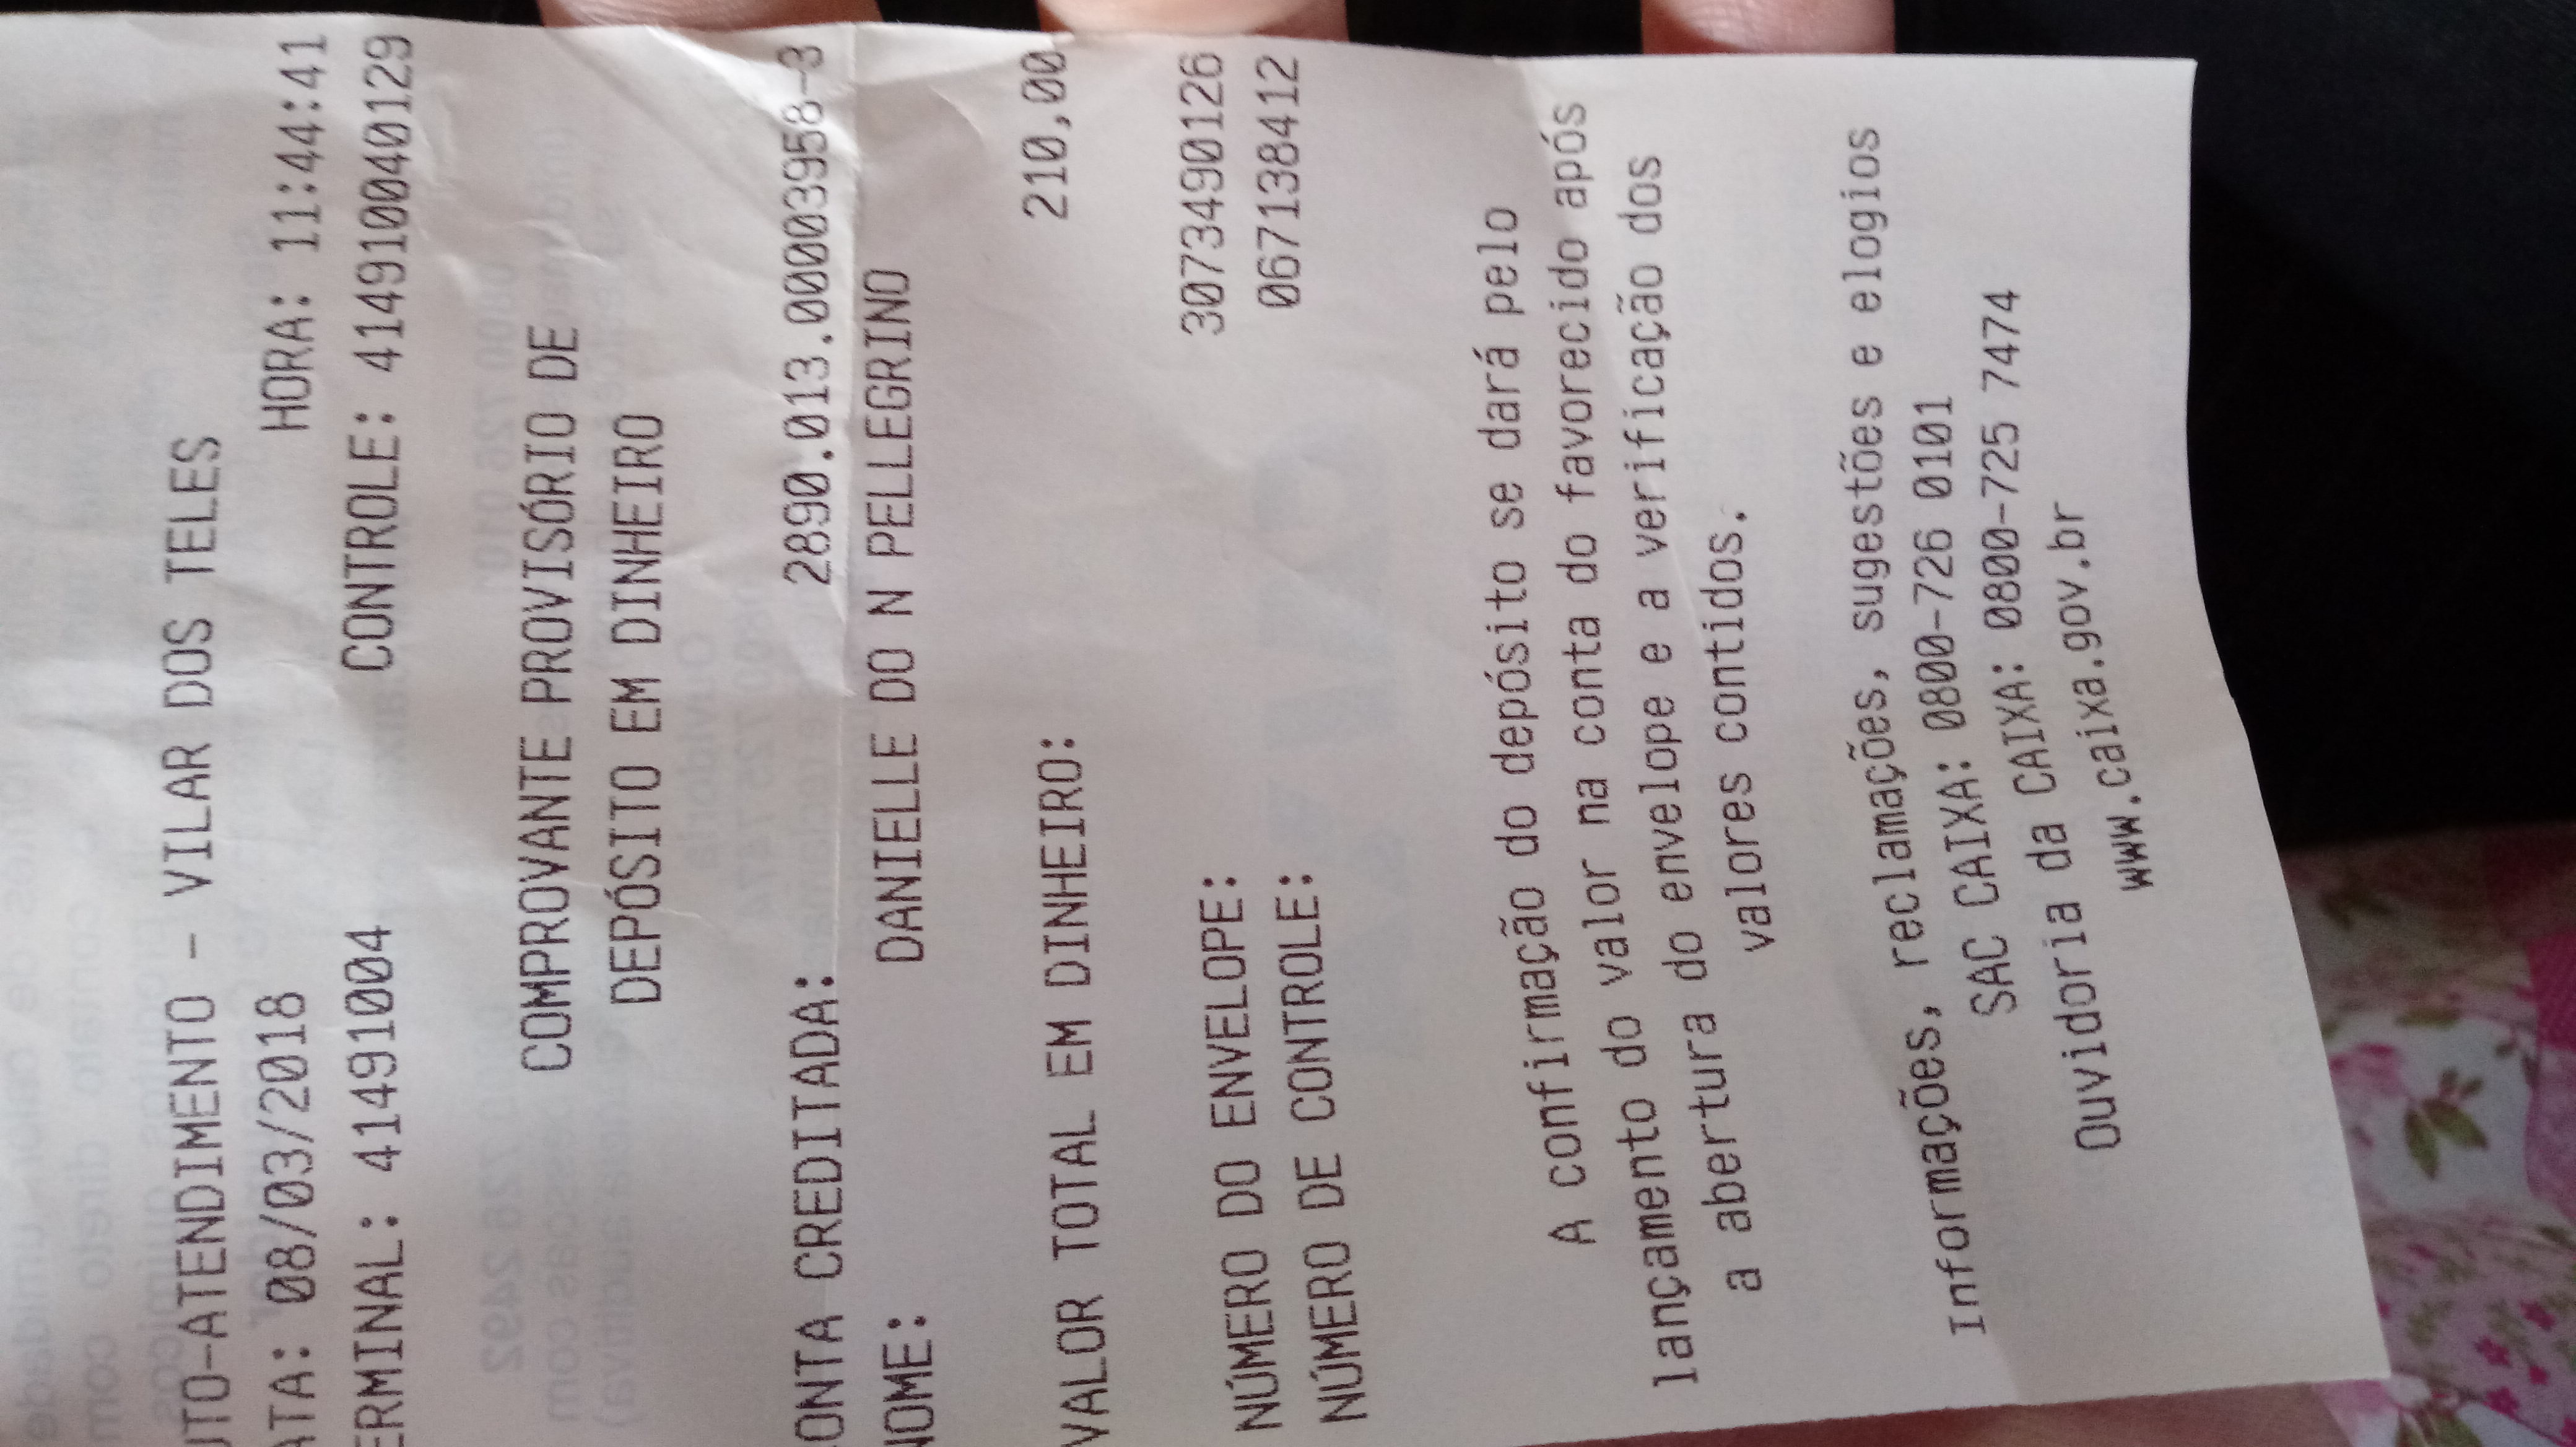 UTO-ATENDIMENTO - VILAR DOS TELES
ATA: 08/03/2018 HORA: 11:44:41
ERMINAL: 41491004 CONTROLE: 414910040129
COMPROVANTE PROVISÓRIO DE
DEPÓSITO EM DINHEIRO
CONTA CREDITADA: 2890.013.00003958-3
NOME: DANIELLE DO N PELLEGRINO
VALOR TOTAL EM DINHEIRO: 210,00
NÚMERO DO ENVELOPE: 3073490126
NÚMERO DE CONTROLE: 067138412
A confirmação do depósito se dará pelo
lançamento do valor na conta do favorecido após
a abertura do envelope e a verificação dos
valores contidos.
Informações, reclamações, sugestões e elogios
SAC CAIXA: 0800-726 0101
Ouvidoria da CAIXA: 0800-725 7474
www.caixa.gov.br